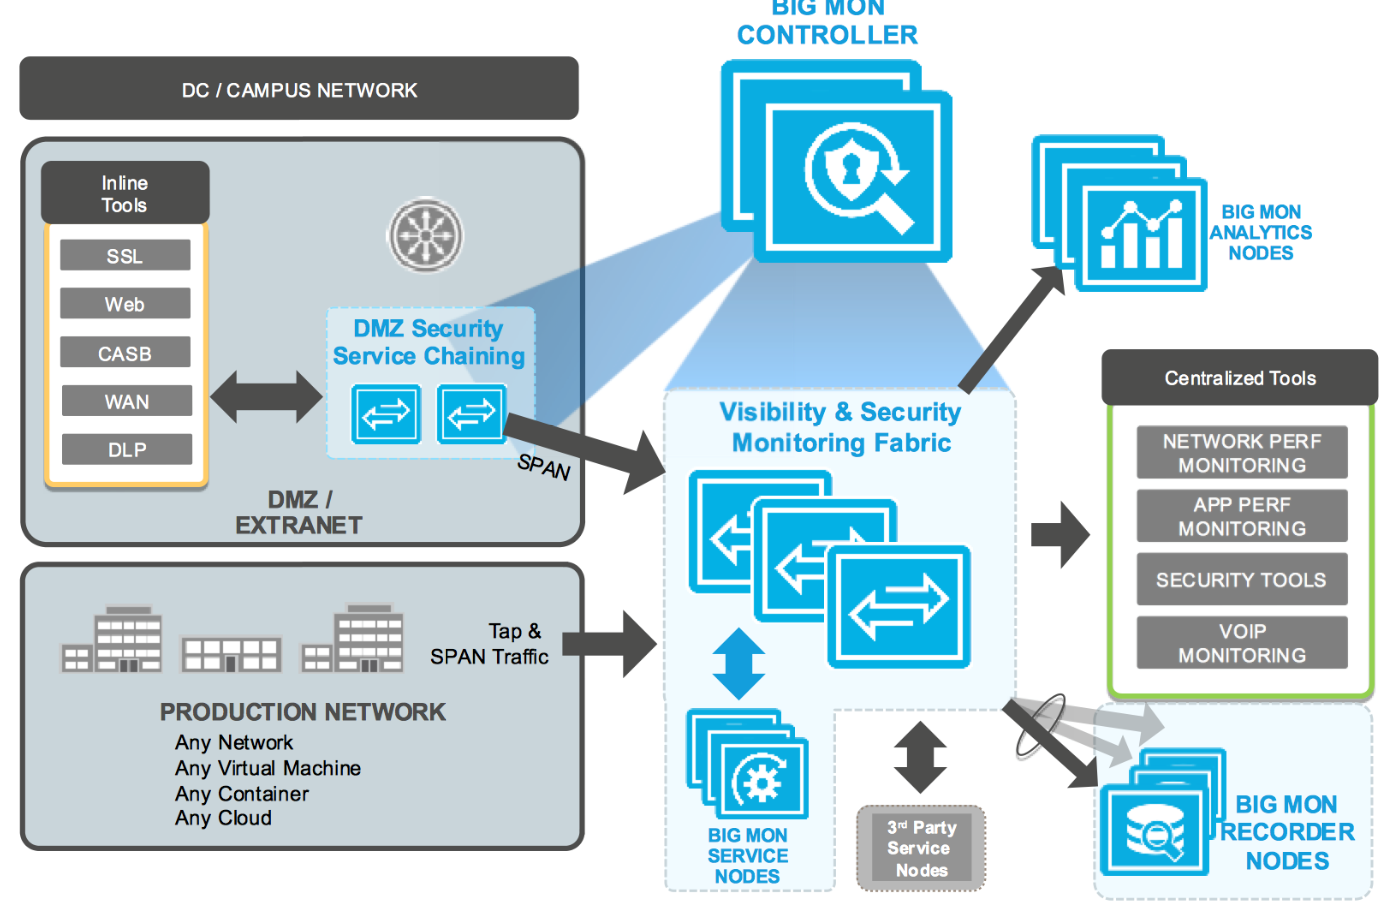 BIG MON
CONTROLLER
DC / CAMPUS NETWORK
Inline
Tools
SSL
Web
CASB
WAN
DLP
DMZ Security
Service Chaining
SPAN
DMZ /
EXTRANET
BIG MON
ANALYTICS
NODES
Visibility & Security
Monitoring Fabric
Centralized Tools
NETWORK PERF
MONITORING
APP PERF
MONITORING
SECURITY TOOLS
VOIP
MONITORING
Tap &
SPAN Traffic
PRODUCTION NETWORK
Any Network
Any Virtual Machine
Any Container
Any Cloud
BIG MON
SERVICE
NODES
3rd Party
Service
Nodes
BIG MON
RECORDER
NODES